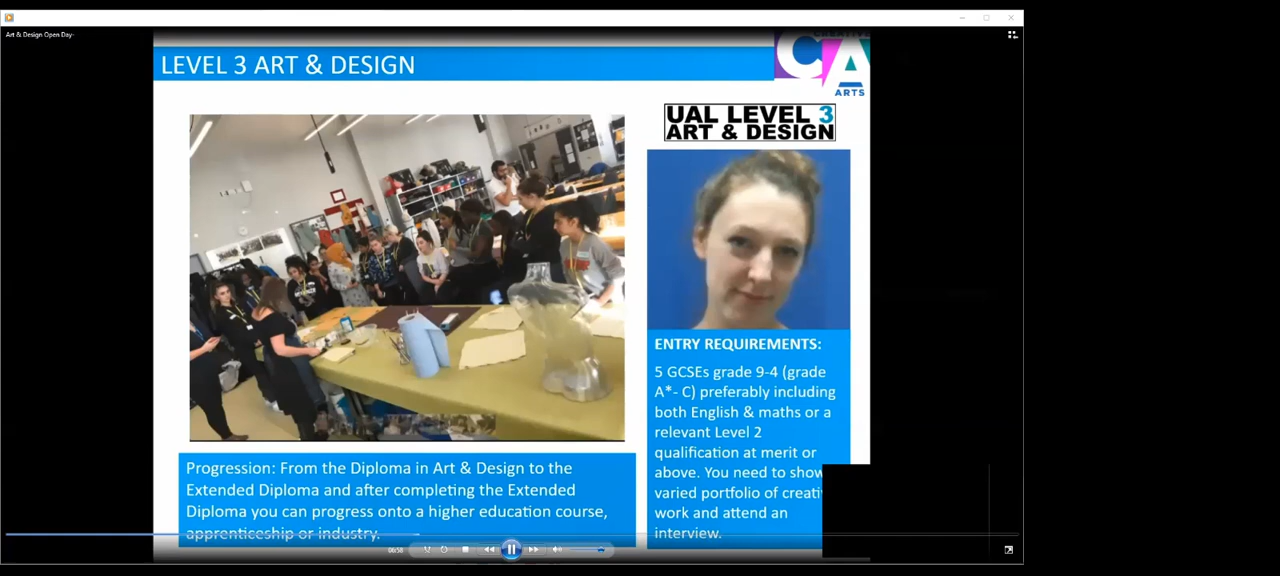 Art & Design Open Day-
LEVEL 3 ART & DESIGN
CREATIVE
CA
ARTS
UAL LEVEL 3
ART & DESIGN
ENTRY REQUIREMENTS:
5 GCSEs grade 9-4 (grade
A*- C) preferably including
both English & maths or a
relevant Level 2
qualification at merit or
above. You need to show
varied portfolio of creati
work and attend an
interview.
Progression: From the Diploma in Art & Design to the
Extended Diploma and after completing the Extended
Diploma you can progress onto a higher education course,
apprenticeship or industry.
06:58